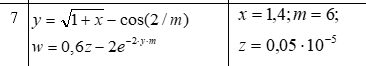 7
y = √1 + x – cos(2 / m)
w = 0,6z – 2e^–2·y·m
x = 1,4; m = 6;
z = 0,05 · 10^–5